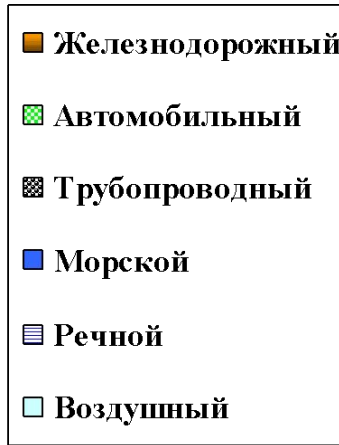 Железнодорожный
Автомобильный
Трубопроводный
Морской
Речной
Воздушный